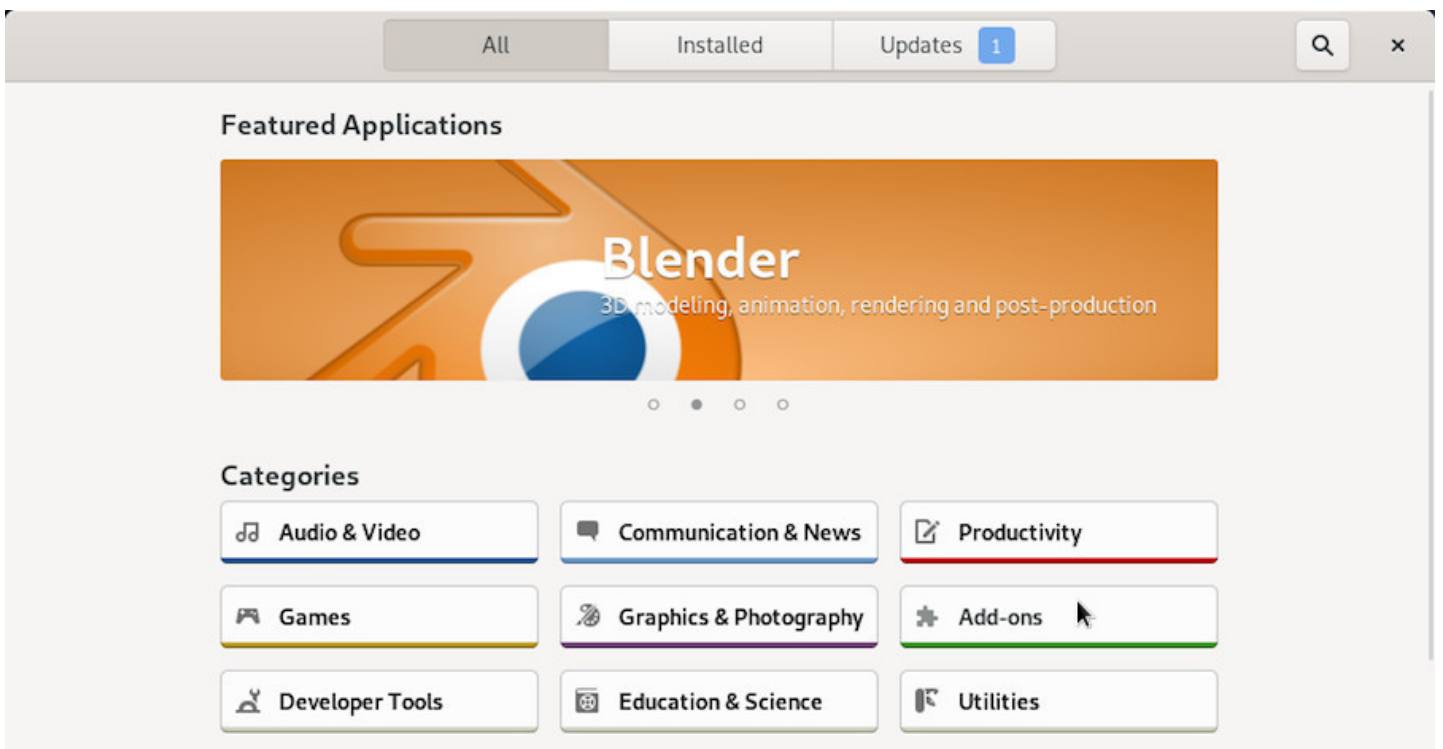 All Installed Updates 1
Featured Applications
Blender
3D modeling, animation, rendering and post-production
Categories
Audio & Video
Communication & News
Productivity
Games
Graphics & Photography
Add-ons
Developer Tools
Education & Science
Utilities